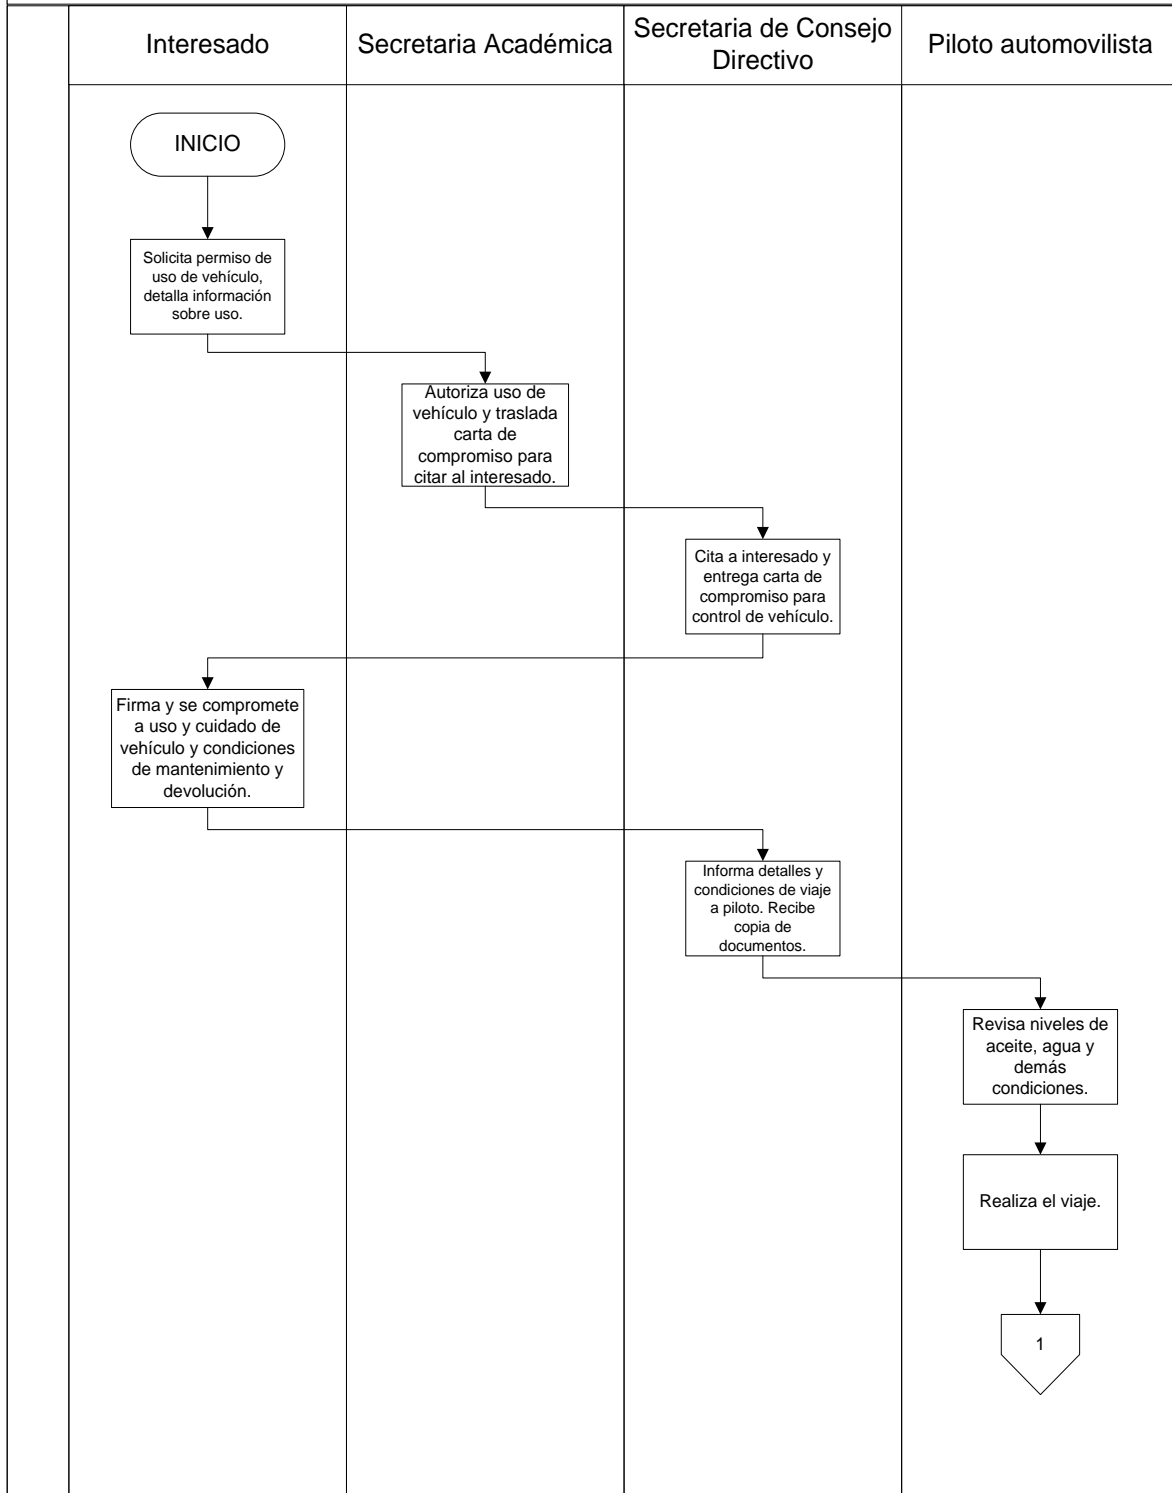 Interesado
Secretaria Académica
Secretaria de Consejo
Directivo
Piloto automovilista
INICIO
Solicita permiso de
uso de vehículo,
detalla información
sobre uso.
Autoriza uso de
vehículo y traslada
carta de
compromiso para
citar al interesado.
Cita a interesado y
entrega carta de
compromiso para
control de vehículo.
Firma y se compromete
a uso y cuidado de
vehículo y condiciones
de mantenimiento y
devolución.
Informa detalles y
condiciones de viaje
a piloto. Recibe
copia de
documentos.
Revisa niveles de
aceite, agua y
demás
condiciones.
Realiza el viaje.
1